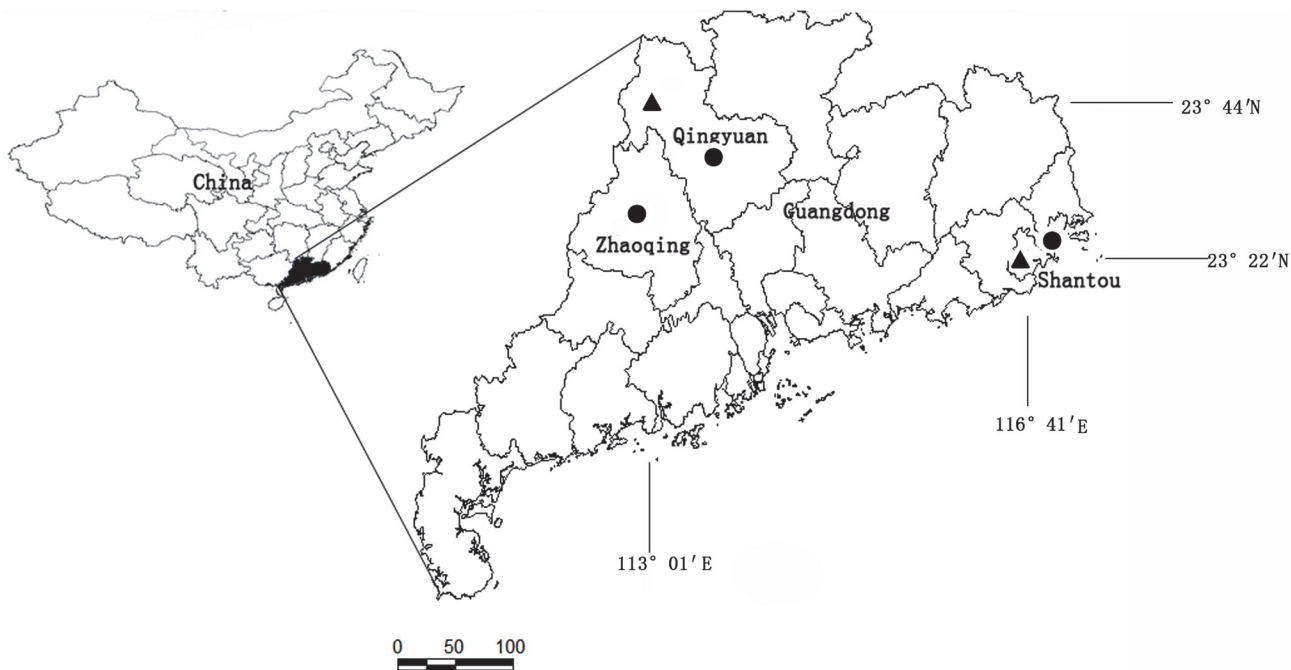 China
Qingyuan
Zhaoqing
Guangdong
Shantou
23° 44′N
23° 22′N
116° 41′E
113° 01′E
0 50 100